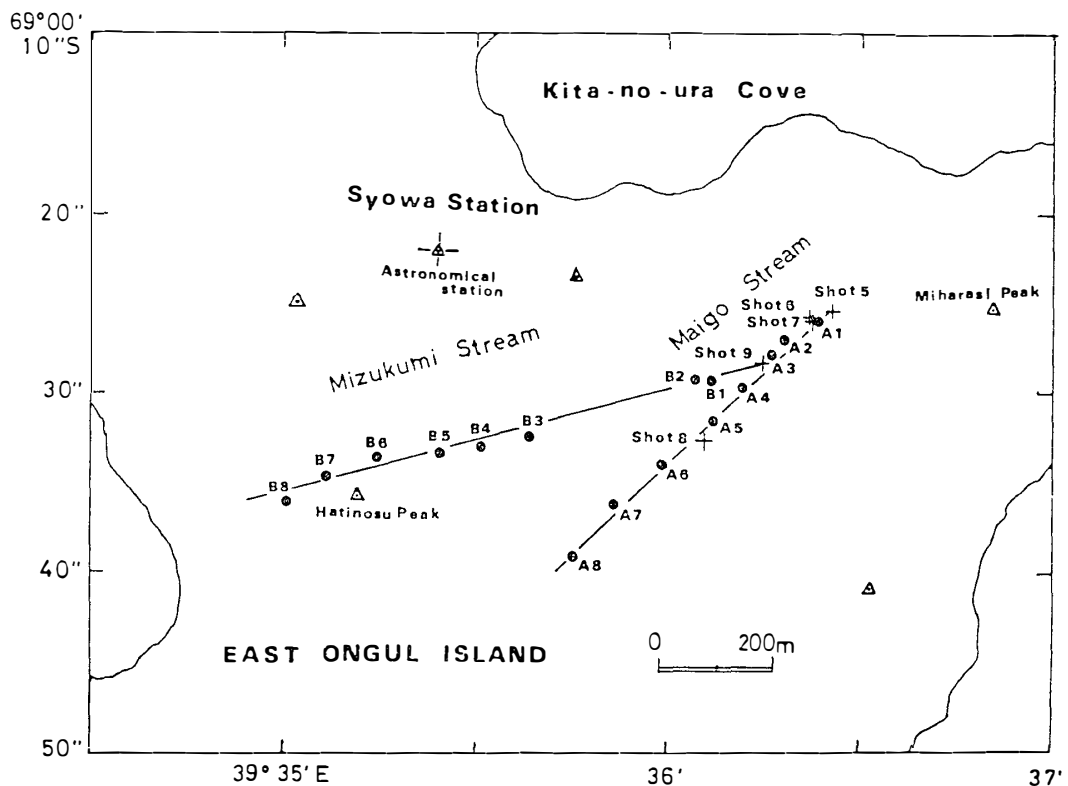 69°00'
10"S
Kita-no-ura Cove
Syowa Station
20"
Astronomical
station
Maigo Stream
Shot 5
Shot 6
Miharasi Peak
Shot 7
A1
A2
Mizukumi Stream
Shot 9
A3
30"
B2
B1
A4
B3
B4
B5
B6
B7
B8
A5
Shot 8
A6
Hatinosu Peak
A7
A8
40"
EAST ONGUL ISLAND
0 200m
50"
39°35'E
36'
37'